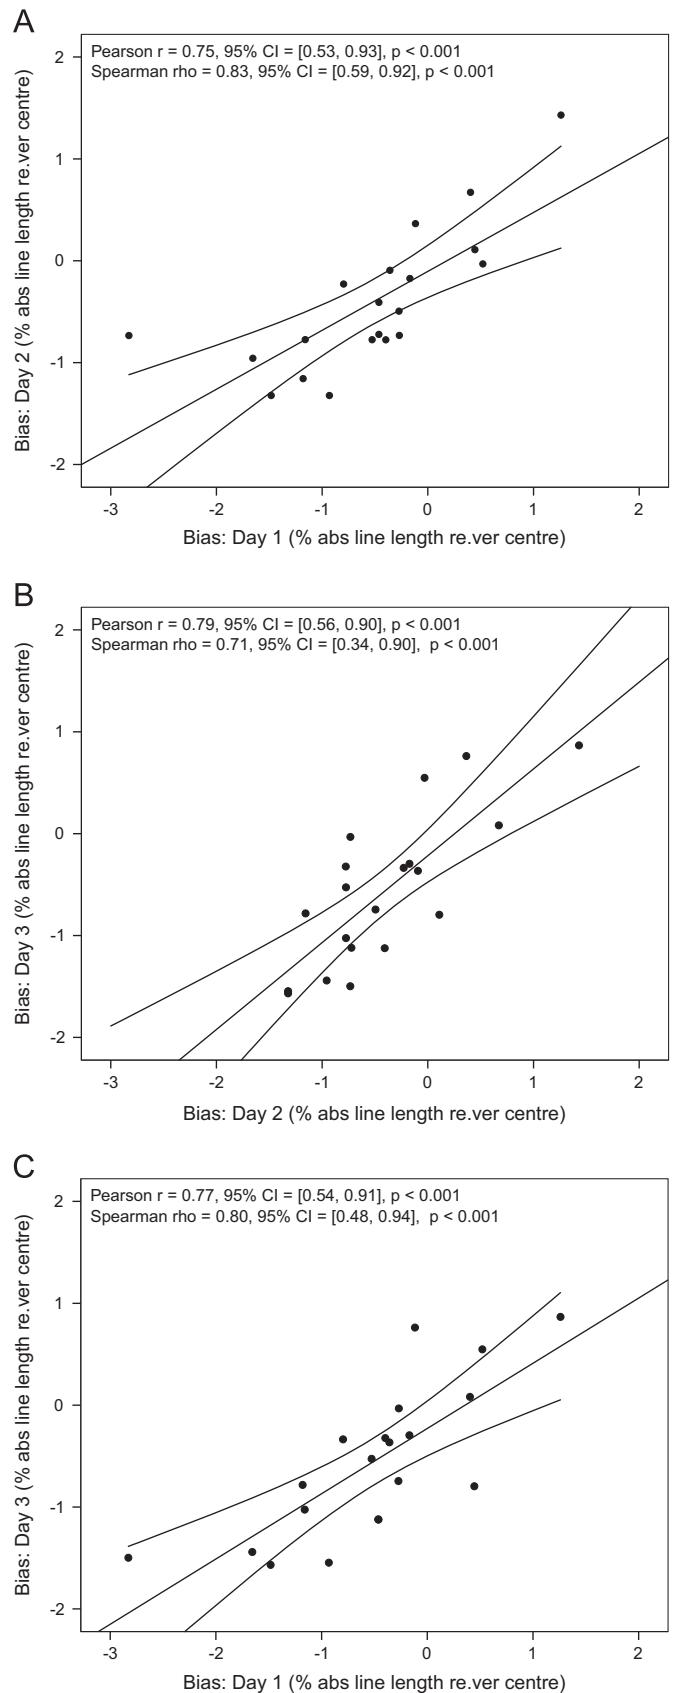 A
Pearson r = 0.75, 95% CI = [0.53, 0.93], p < 0.001
Spearman rho = 0.83, 95% CI = [0.59, 0.92], p < 0.001
2
1
0
-1
-2
Bias: Day 2 (% abs line length re.ver centre)
-3 -2 -1 0 1 2
Bias: Day 1 (% abs line length re.ver centre)
B
Pearson r = 0.79, 95% CI = [0.56, 0.90], p < 0.001
Spearman rho = 0.71, 95% CI = [0.34, 0.90], p < 0.001
2
1
0
-1
-2
Bias: Day 3 (% abs line length re.ver centre)
-3 -2 -1 0 1 2
Bias: Day 2 (% abs line length re.ver centre)
C
Pearson r = 0.77, 95% CI = [0.54, 0.91], p < 0.001
Spearman rho = 0.80, 95% CI = [0.48, 0.94], p < 0.001
2
1
0
-1
-2
Bias: Day 3 (% abs line length re.ver centre)
-3 -2 -1 0 1 2
Bias: Day 1 (% abs line length re.ver centre)